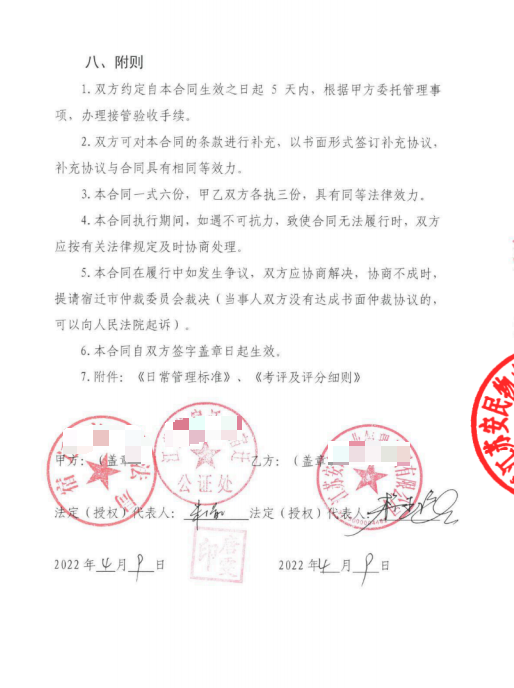 八、附则
1. 双方约定自本合同生效之日起 5 天内，根据甲方委托管理事
项，办理接管验收手续。
2. 双方可对本合同的条款进行补充，以书面形式签订补充协议，
补充协议与合同具有相同等效力。
3. 本合同一式六份，甲乙双方各执三份，具有同等法律效力。
4. 本合同执行期间，如遇不可抗力，致使合同无法履行时，双方
应按有关法律规定及时协商处理。
5. 本合同在履行中如发生争议，双方应协商解决，协商不成时，
提请宿迁市仲裁委员会裁决（当事人双方没有达成书面仲裁协议的，
可以向人民法院起诉）。
6. 本合同自双方签字盖章日起生效。
7. 附件：《日常管理标准》、《考评及评分细则》
甲方：（盖章 乙方：（盖章
公证处
法定（授权）代表人： 法定（授权）代表人
2022 年 4 月 9 日 2022 年 4 月 9 日
苏安民